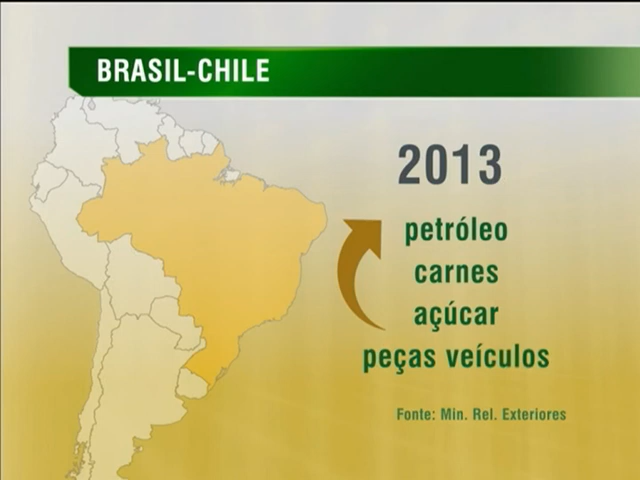 BRASIL-CHILE
2013
petróleo
carnes
açúcar
peças veículos
Fonte: Min. Rel. Exteriores